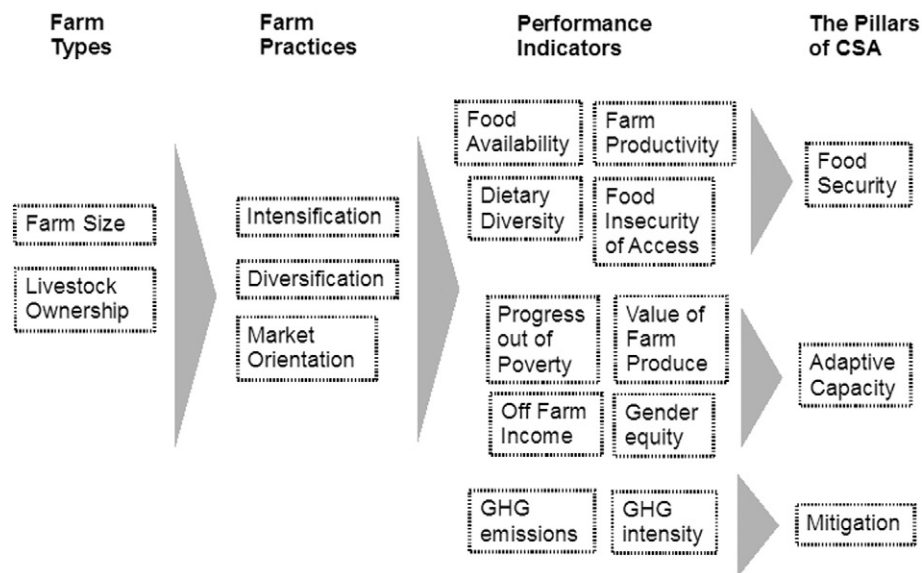 Farm
Types
Farm
Practices
Performance
Indicators
The Pillars
of CSA
Farm Size
Livestock
Ownership
Intensification
Diversification
Market
Orientation
Food
Availability
Farm
Productivity
Dietary
Diversity
Food
Insecurity
of Access
Progress
out of
Poverty
Value of
Farm
Produce
Off Farm
Income
Gender
equity
GHG
emissions
GHG
intensity
Food
Security
Adaptive
Capacity
Mitigation